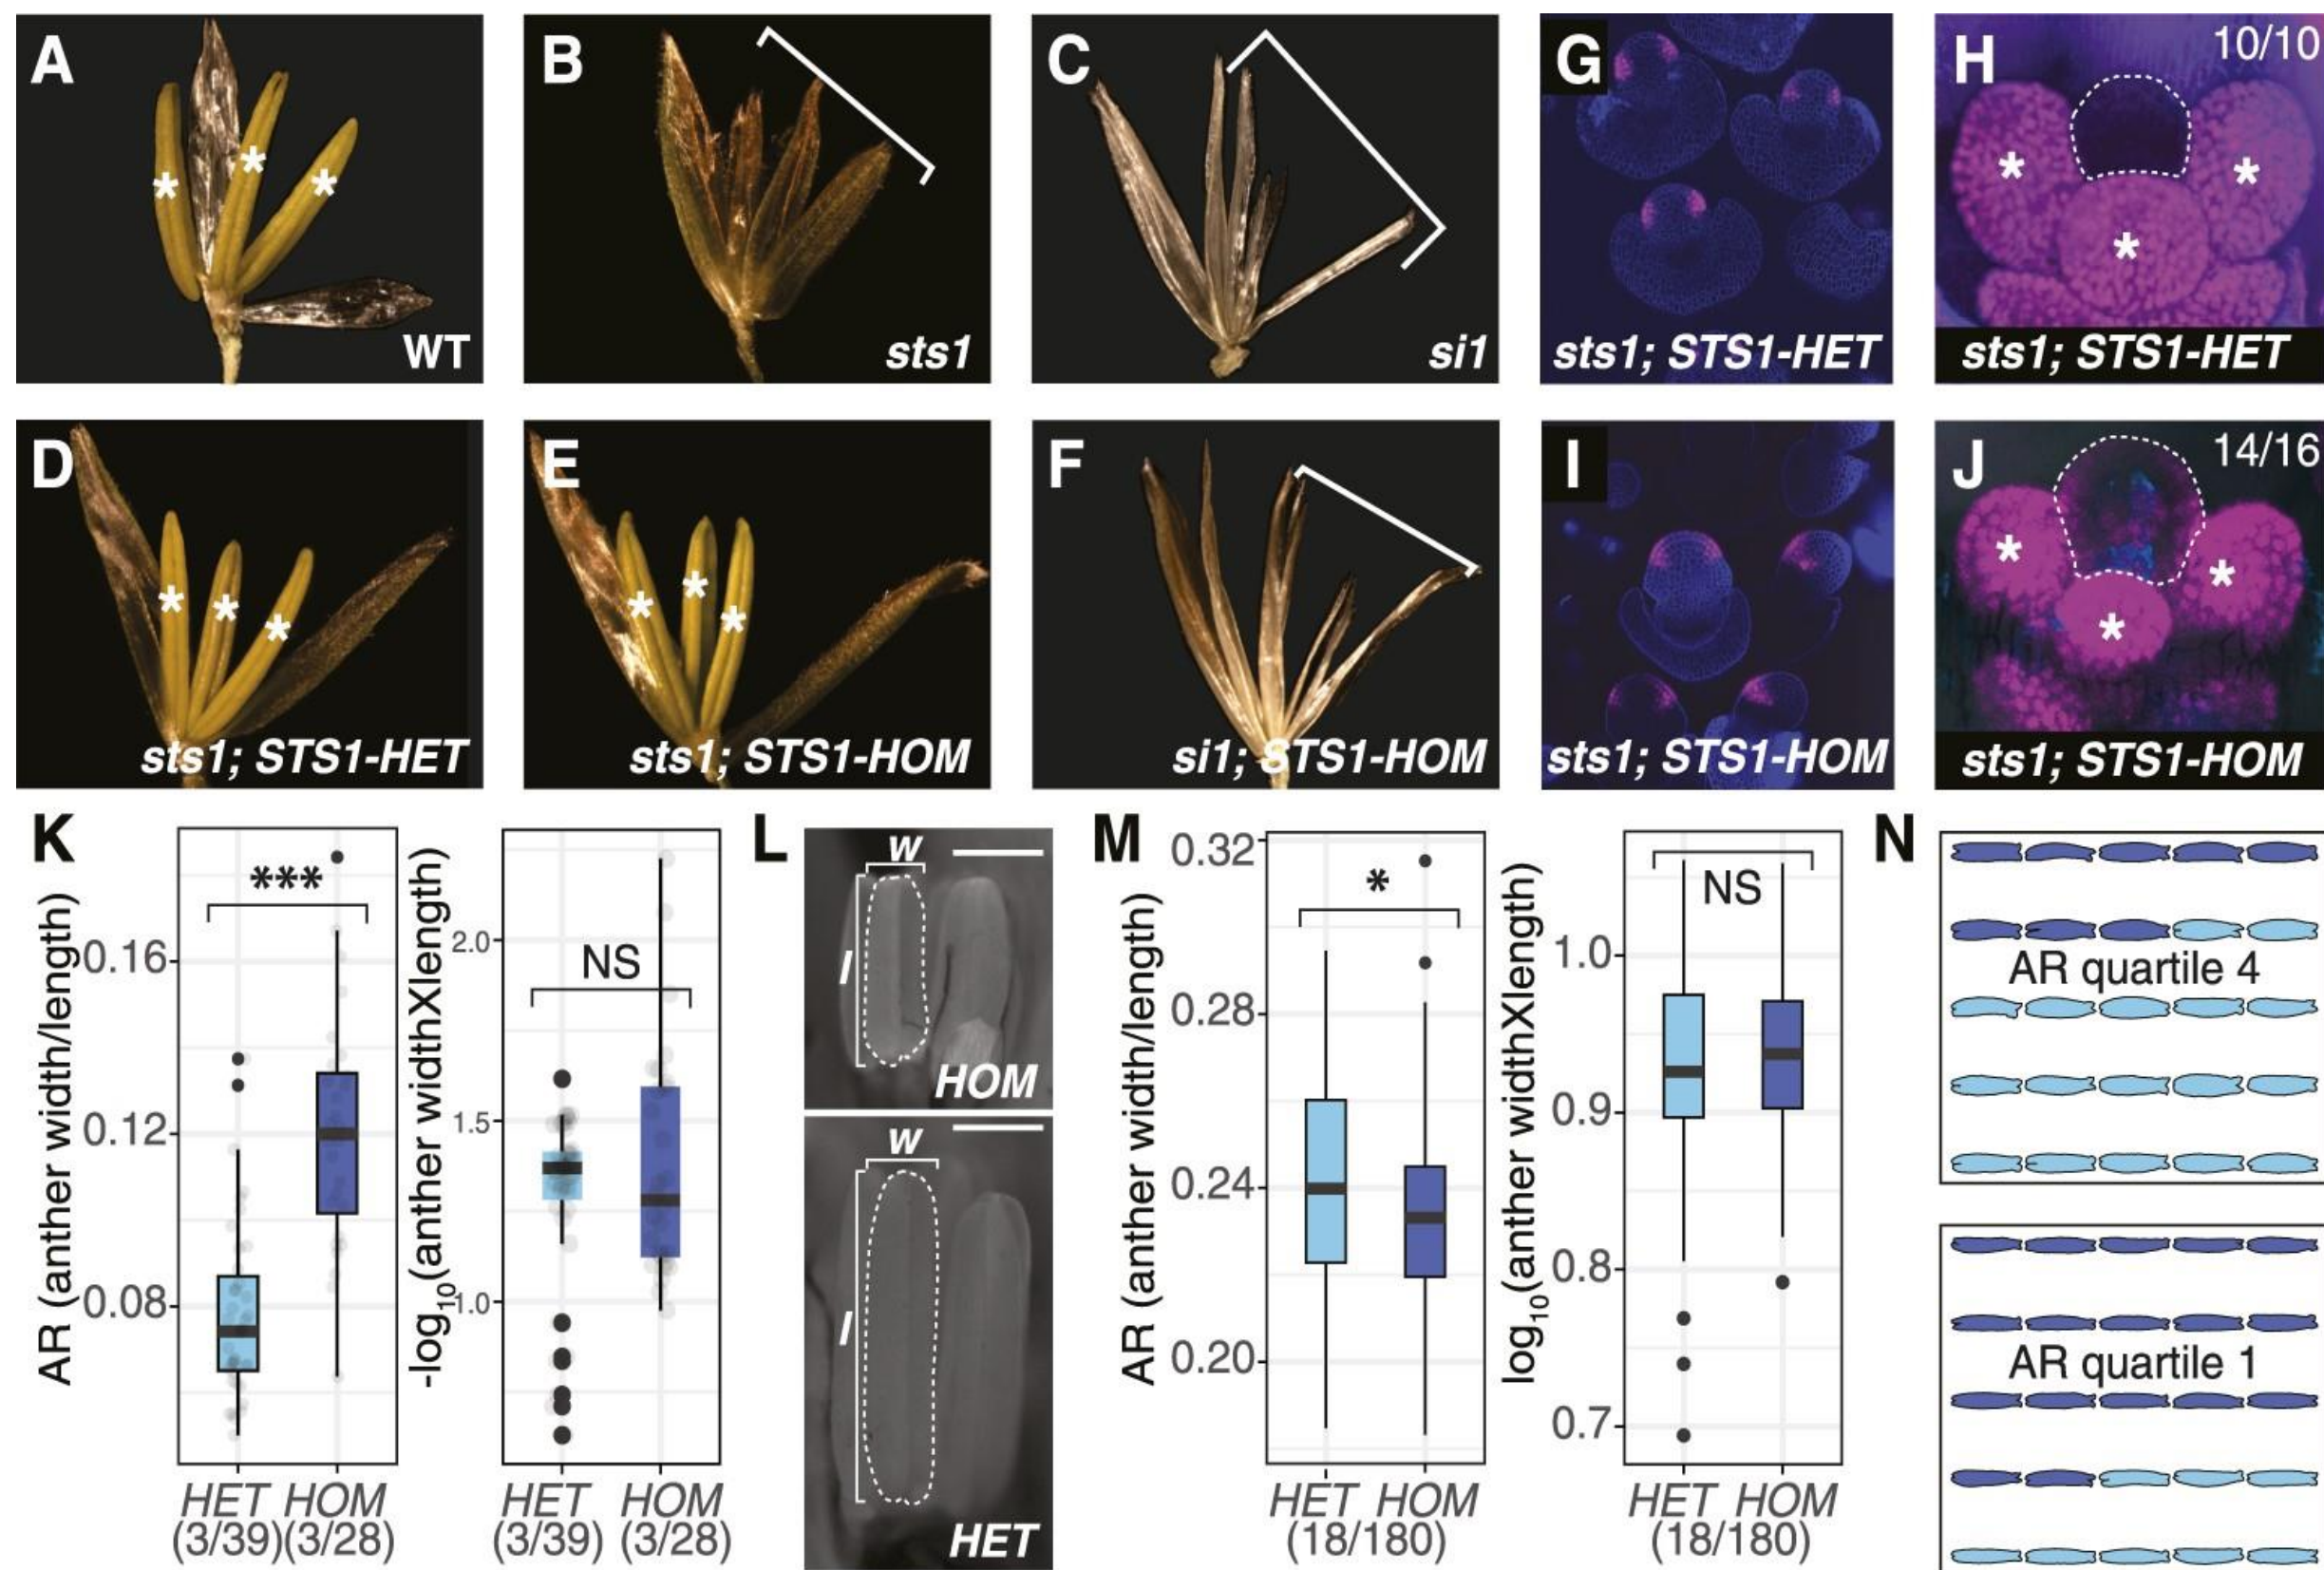 A
WT
B
sts1
C
si1
G
sts1; STS1-HET
H
10/10
sts1; STS1-HET
D
sts1; STS1-HET
E
sts1; STS1-HOM
F
si1; STS1-HOM
I
sts1; STS1-HOM
J
14/16
sts1; STS1-HOM
K
AR (anther width/length)
0.16
0.12
0.08
***
HET HOM
(3/39)(3/28)
-log10(anther widthXlength)
2.0
1.5
1.0
NS
HET HOM
(3/39) (3/28)
L
w
l
HOM
w
l
HET
M
AR (anther width/length)
0.32
0.28
0.24
0.20
*
HET HOM
(18/180)
log10(anther widthXlength)
1.0
0.9
0.8
0.7
NS
HET HOM
(18/180)
N
AR quartile 4
AR quartile 1